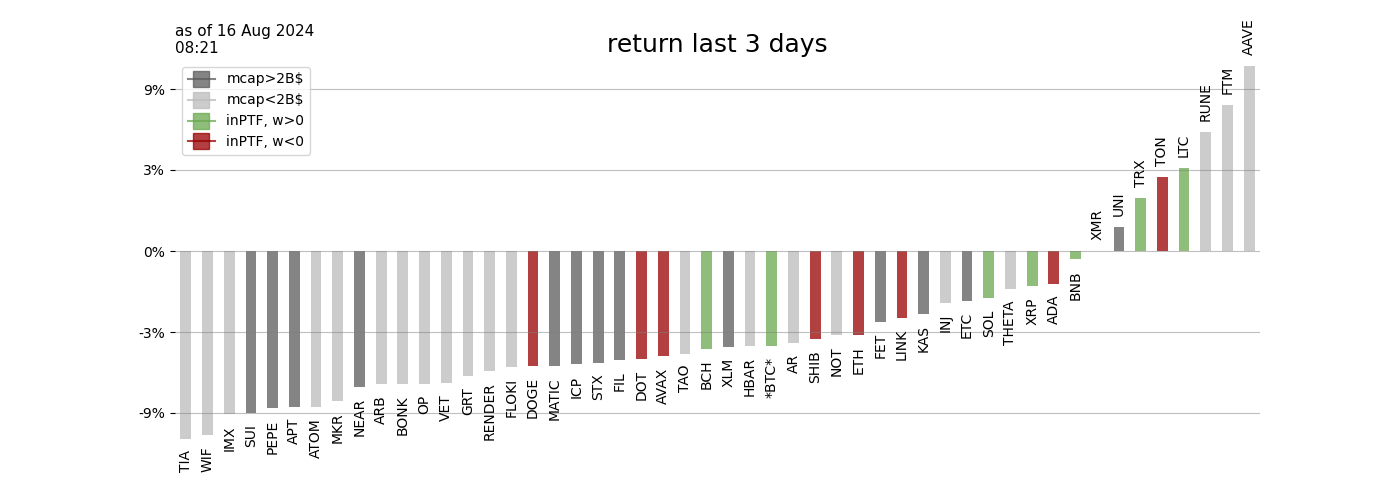 as of 16 Aug 2024
08:21
return last 3 days
mcap>2B$
mcap<2B$
inPTF, w>0
inPTF, w<0
9%
3%
0%
-3%
-9%
TIA
WIF
IMX
SUI
PEPE
APT
ATOM
MKR
NEAR
ARB
BONK
OP
VET
GRT
RENDER
FLOKI
DOGE
MATIC
ICP
STX
FIL
DOT
AVAX
TAO
BCH
XLM
HBAR
*BTC*
AR
SHIB
NOT
ETH
FET
LINK
KAS
INJ
ETC
SOL
THETA
XRP
ADA
BNB
XMR
UNI
TRX
TON
LTC
RUNE
FTM
AAVE